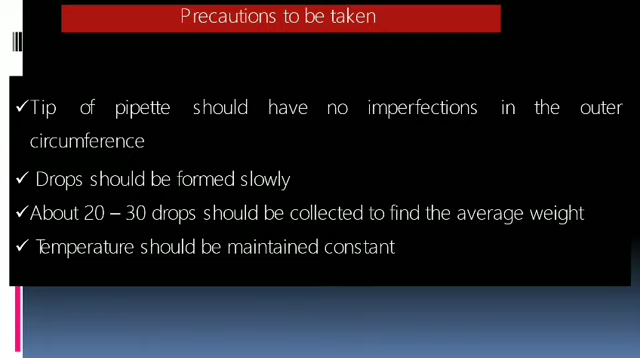 Precautions to be taken
✓Tip of pipette should have no imperfections in the outer
circumference
✓ Drops should be formed slowly
✓About 20 – 30 drops should be collected to find the average weight
✓ Temperature should be maintained constant